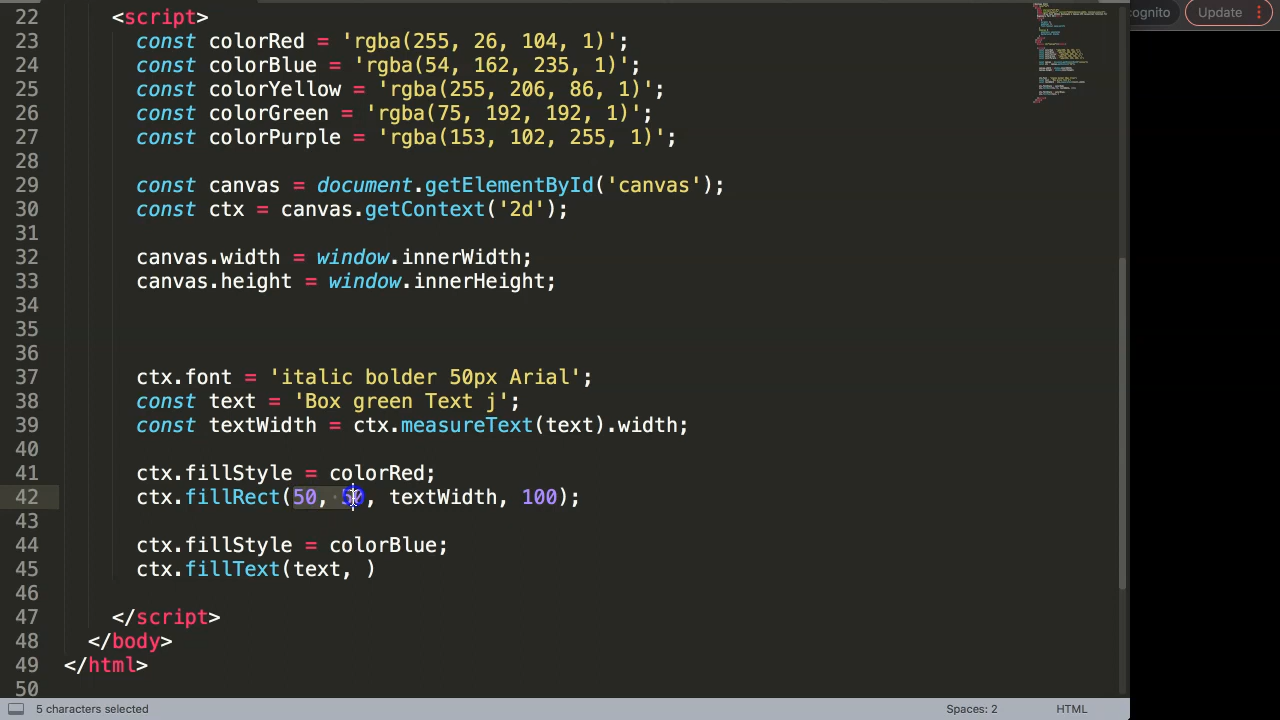 cognito
Update
22 <script>
23 const colorRed = 'rgba(255, 26, 104, 1)';
24 const colorBlue = 'rgba(54, 162, 235, 1)';
25 const colorYellow = 'rgba(255, 206, 86, 1)';
26 const colorGreen = 'rgba(75, 192, 192, 1)';
27 const colorPurple = 'rgba(153, 102, 255, 1)';
28
29 const canvas = document.getElementById('canvas');
30 const ctx = canvas.getContext('2d');
31
32 canvas.width = window.innerWidth;
33 canvas.height = window.innerHeight;
34
35
36
37 ctx.font = 'italic bolder 50px Arial';
38 const text = 'Box green Text j';
39 const textWidth = ctx.measureText(text).width;
40
41 ctx.fillStyle = colorRed;
42 ctx.fillRect(50, 50, textWidth, 100);
43
44 ctx.fillStyle = colorBlue;
45 ctx.fillText(text, )
46
47 </script>
48 </body>
49 </html>
50
5 characters selected
Spaces: 2
HTML